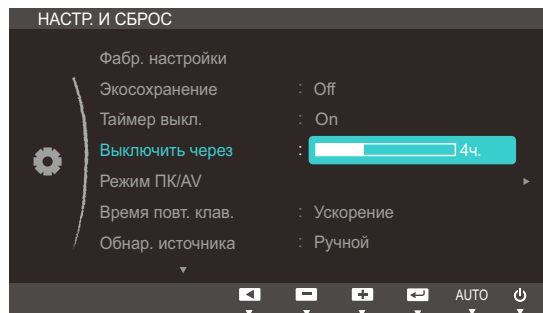 НАСТР. И СБРОС
Фабр. настройки
Экосохранение : Off
Таймер выкл. : On
Выключить через : 4ч.
Режим ПК/AV
Время повт. клав. : Ускорение
Обнар. источника : Ручной
AUTO